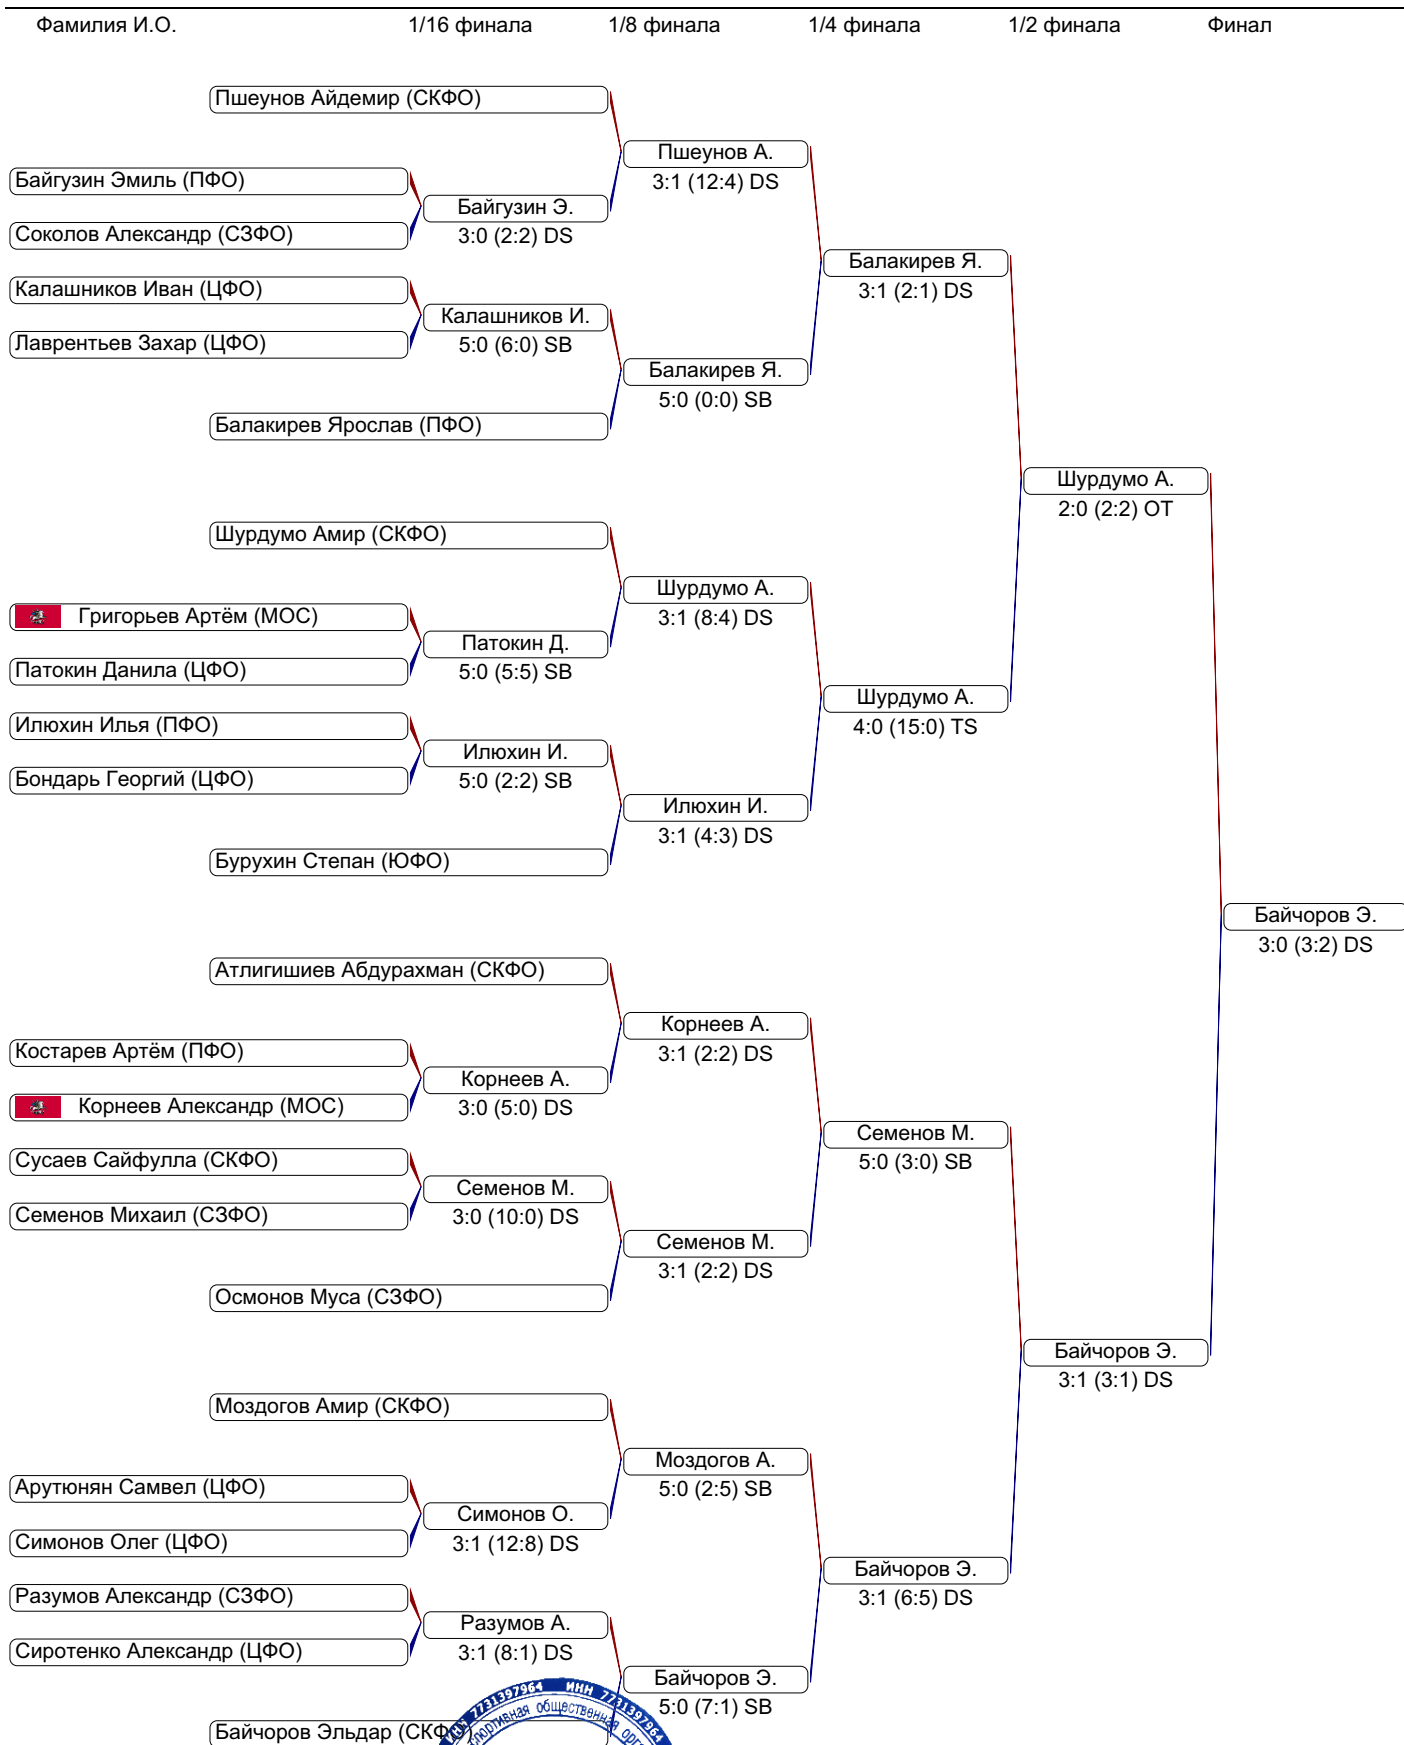 Фамилия И.О. 1/16 финала 1/8 финала 1/4 финала 1/2 финала Финал
Пшеунов Айдемир (СКФО)
Пшеунов А.
Байгузин Эмиль (ПФО)
3:1 (12:4) DS
Байгузин Э.
Соколов Александр (СЗФО)
3:0 (2:2) DS
Балакирев Я.
Калашников Иван (ЦФО)
3:1 (2:1) DS
Калашников И.
Лаврентьев Захар (ЦФО)
5:0 (6:0) SB
Балакирев Я.
5:0 (0:0) SB
Балакирев Ярослав (ПФО)
Шурдумо А.
2:0 (2:2) OT
Шурдумо Амир (СКФО)
Шурдумо А.
Григорьев Артём (МОС)
3:1 (8:4) DS
Патокин Д.
Патокин Данила (ЦФО)
5:0 (5:5) SB
Шурдумо А.
Илюхин Илья (ПФО)
4:0 (15:0) TS
Илюхин И.
Бондарь Георгий (ЦФО)
5:0 (2:2) SB
Илюхин И.
3:1 (4:3) DS
Бурухин Степан (ЮФО)
Байчоров Э.
3:0 (3:2) DS
Атлигишиев Абдурахман (СКФО)
Корнеев А.
Костарев Артём (ПФО)
3:1 (2:2) DS
Корнеев А.
Корнеев Александр (МОС)
3:0 (5:0) DS
Семенов М.
Сусаев Сайфулла (СКФО)
5:0 (3:0) SB
Семенов М.
Семенов Михаил (СЗФО)
3:0 (10:0) DS
Семенов М.
3:1 (2:2) DS
Осмонов Муса (СЗФО)
Байчоров Э.
3:1 (3:1) DS
Моздогов Амир (СКФО)
Моздогов А.
Арутюнян Самвел (ЦФО)
5:0 (2:5) SB
Симонов О.
Симонов Олег (ЦФО)
3:1 (12:8) DS
Байчоров Э.
Разумов Александр (СЗФО)
3:1 (6:5) DS
Разумов А.
Сиротенко Александр (ЦФО)
3:1 (8:1) DS
Байчоров Э.
5:0 (7:1) SB
Байчоров Эльдар (СКФО)
ИНН 7731397964 ИНН 7731397964
спортивная общественная